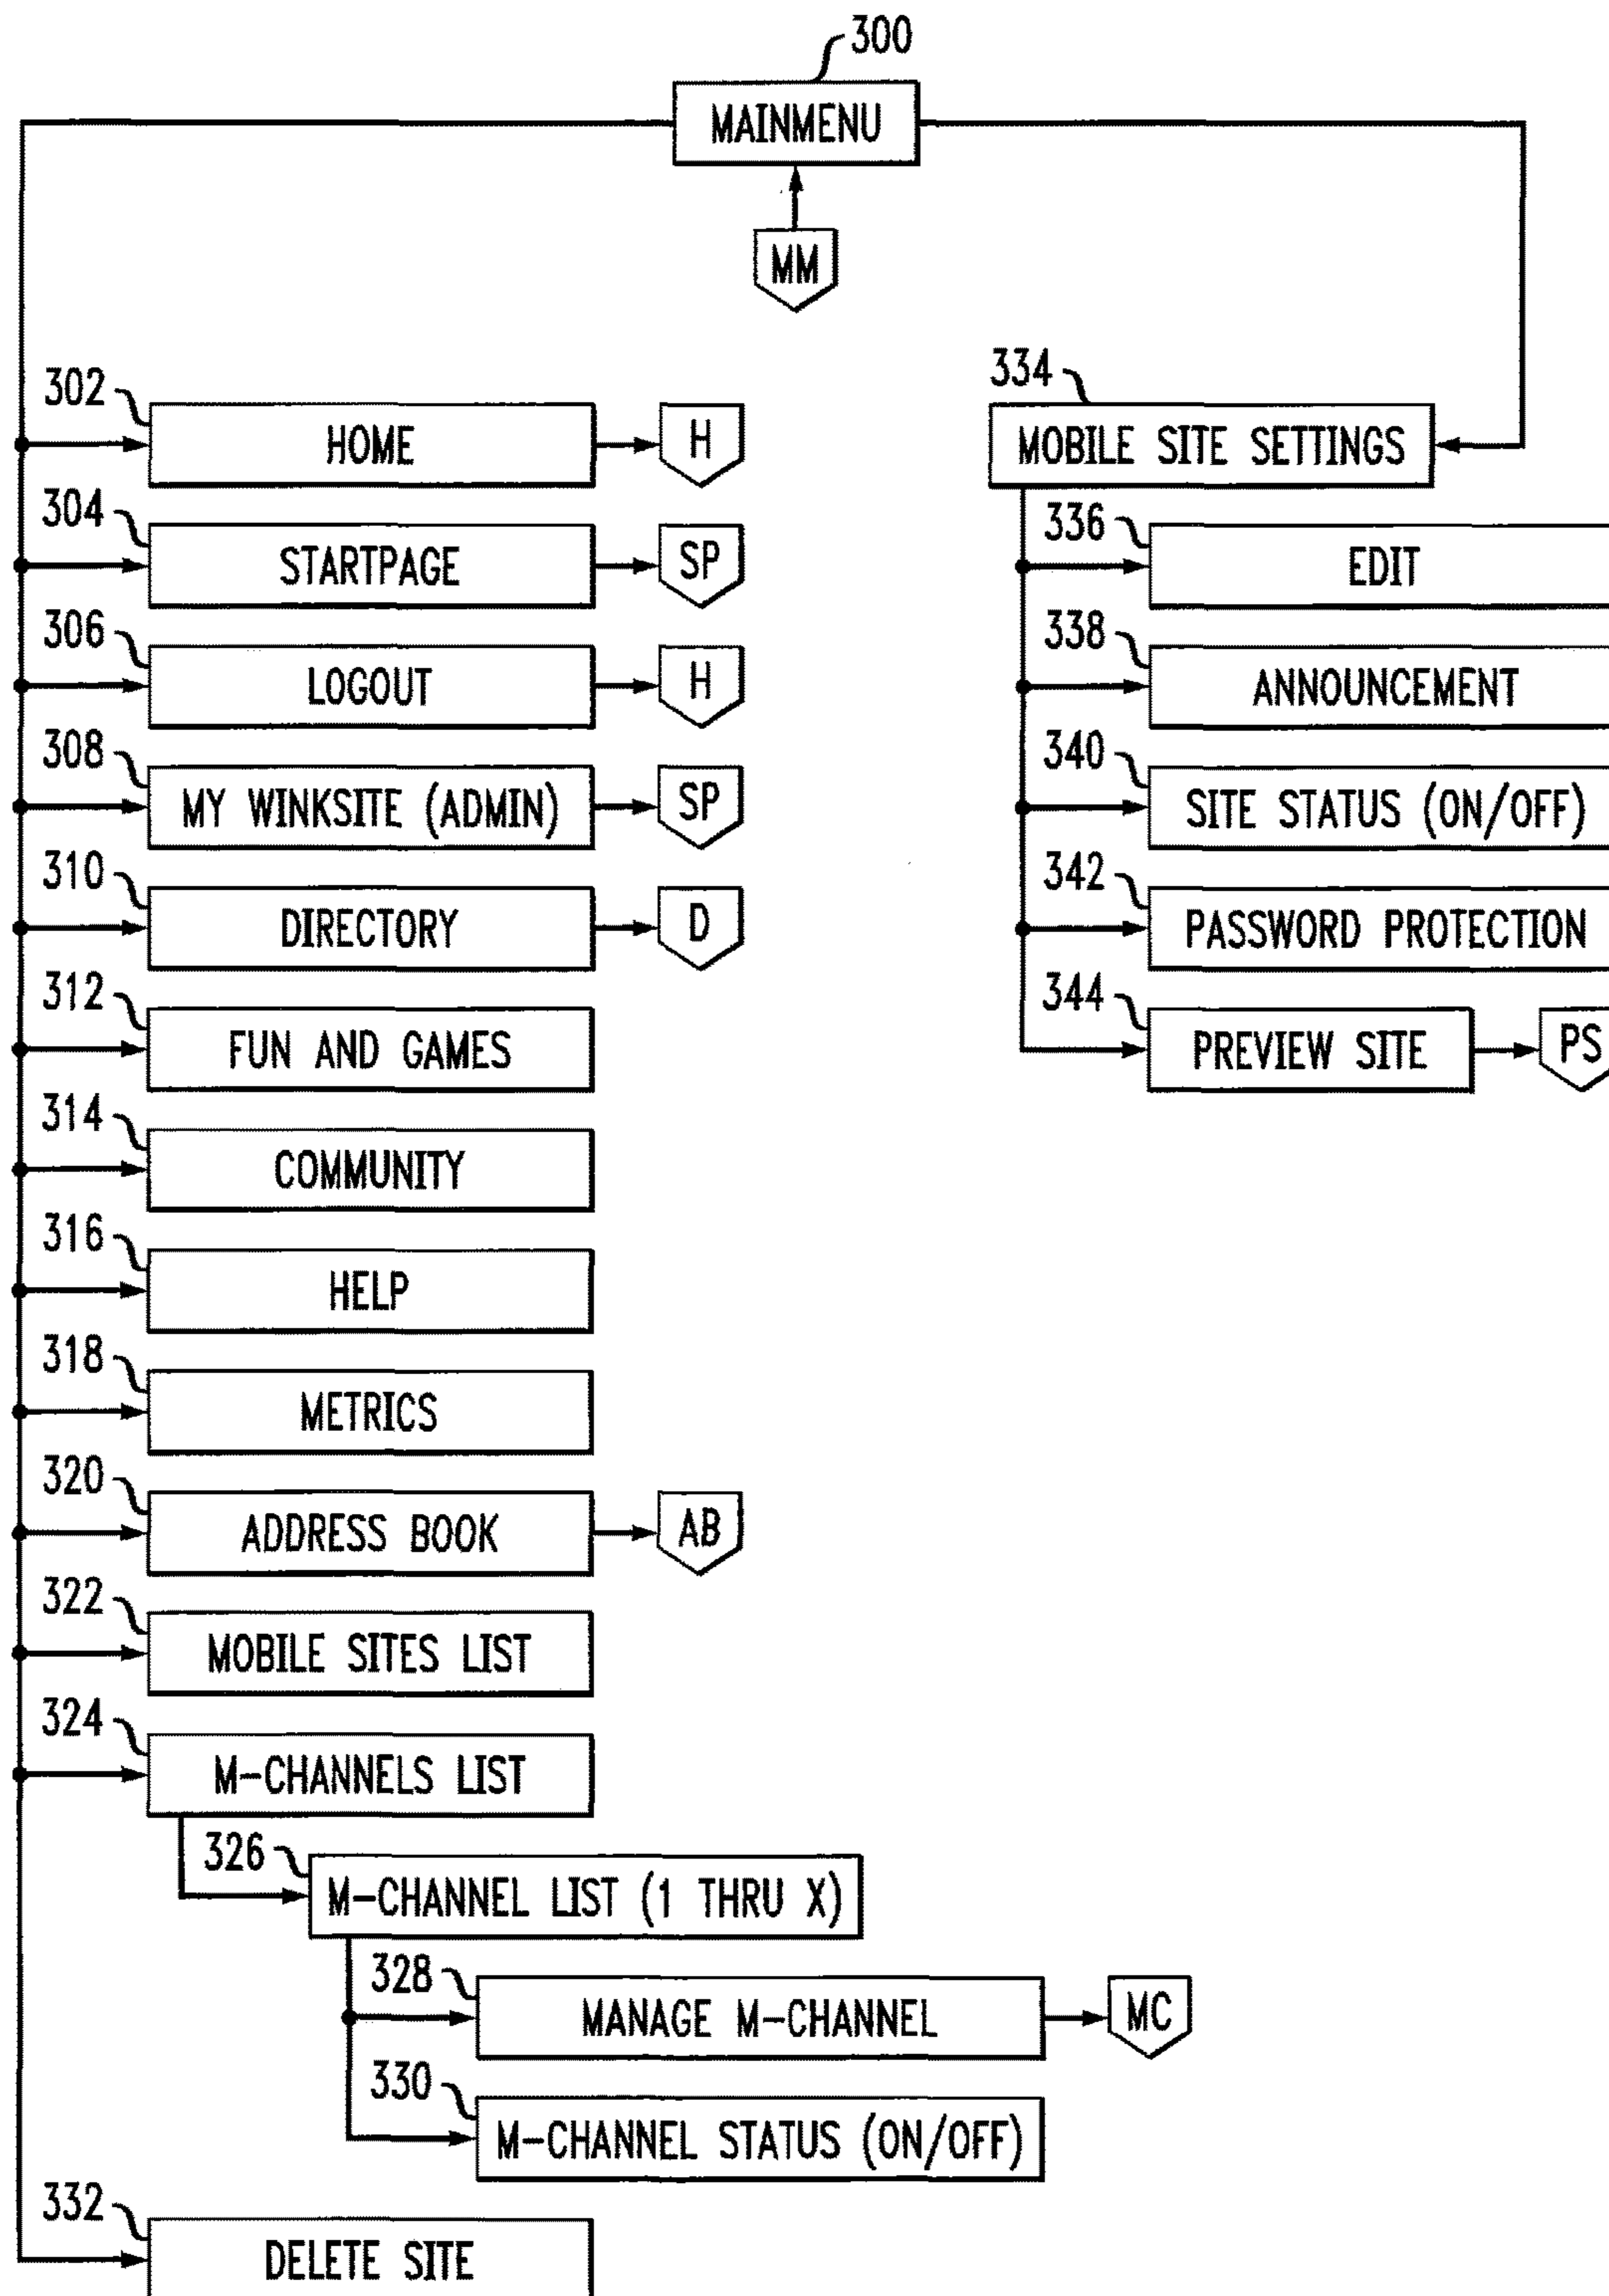 300
MAINMENU
MM
302
HOME
H
304
STARTPAGE
SP
306
LOGOUT
H
308
MY WINKSITE (ADMIN)
SP
310
DIRECTORY
D
312
FUN AND GAMES
314
COMMUNITY
316
HELP
318
METRICS
320
ADDRESS BOOK
AB
322
MOBILE SITES LIST
324
M-CHANNELS LIST
326
M-CHANNEL LIST (1 THRU X)
328
MANAGE M-CHANNEL
MC
330
M-CHANNEL STATUS (ON/OFF)
332
DELETE SITE
334
MOBILE SITE SETTINGS
336
EDIT
338
ANNOUNCEMENT
340
SITE STATUS (ON/OFF)
342
PASSWORD PROTECTION
344
PREVIEW SITE
PS